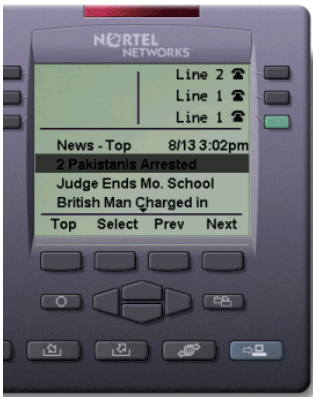 NORTEL
NETWORKS
Line 2
Line 1
Line 1
News - Top 8/13 3:02pm
2 Pakistanis Arrested
Judge Ends Mo. School
British Man Charged in
Top Select Prev Next